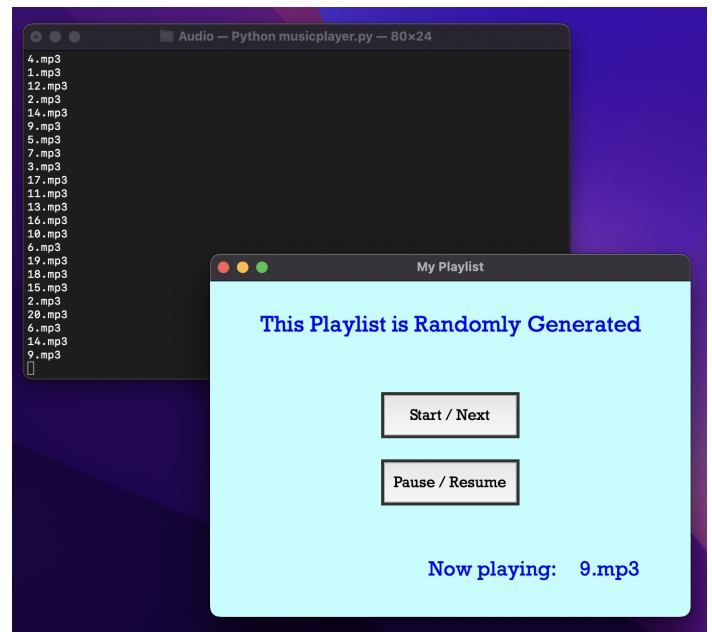 Audio — Python musicplayer.py — 80×24
4.mp3
1.mp3
12.mp3
2.mp3
14.mp3
9.mp3
5.mp3
7.mp3
3.mp3
17.mp3
11.mp3
13.mp3
16.mp3
10.mp3
6.mp3
19.mp3
18.mp3
15.mp3
2.mp3
20.mp3
6.mp3
14.mp3
9.mp3
My Playlist
This Playlist is Randomly Generated
Start / Next
Pause / Resume
Now playing: 9.mp3